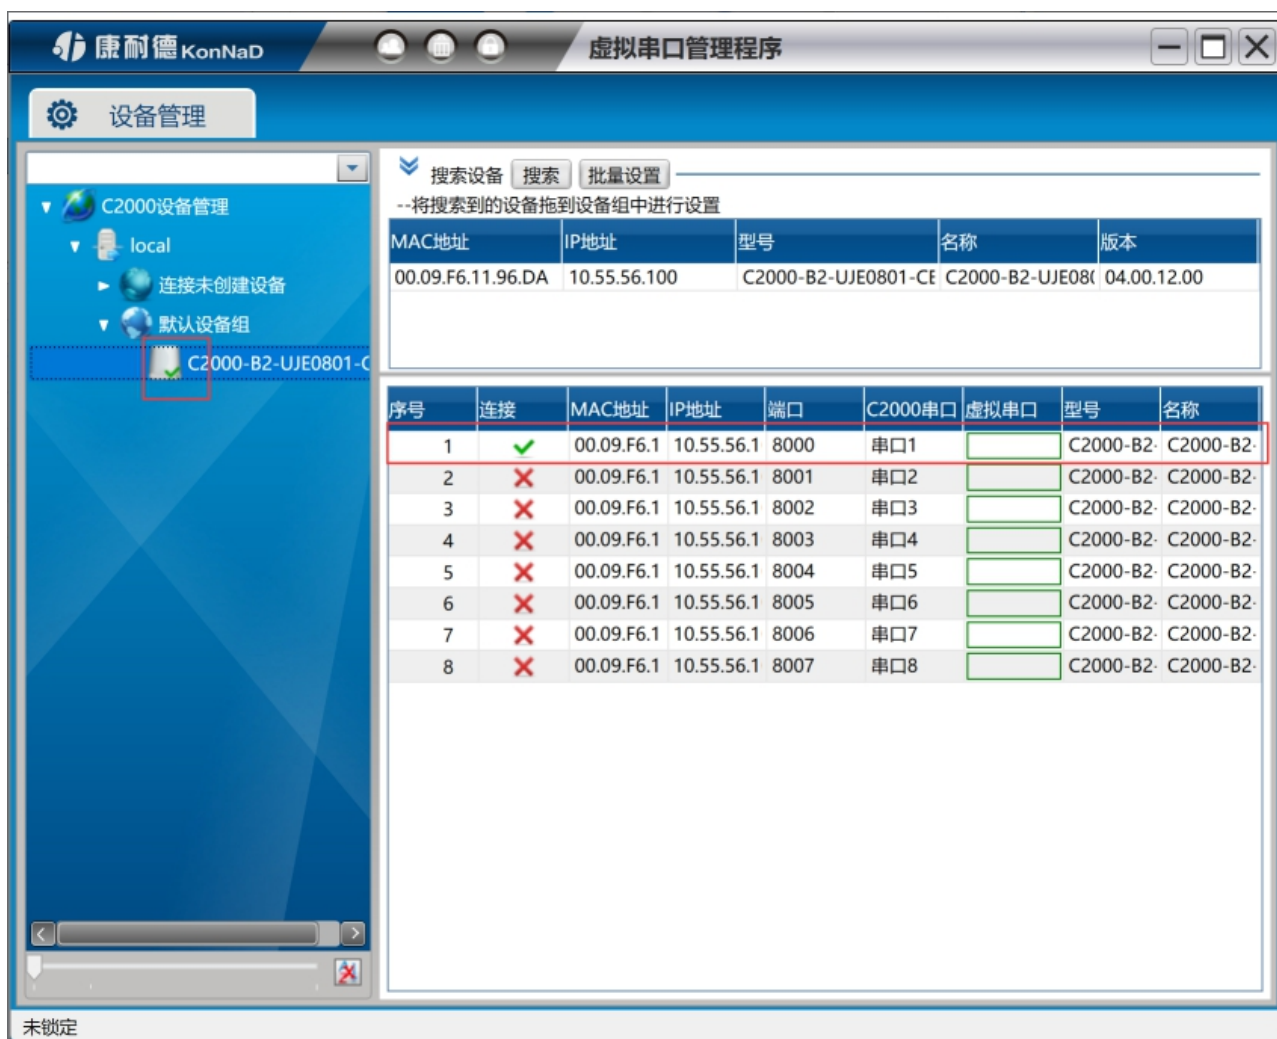 康耐德 KonNaD
虚拟串口管理程序
设备管理
C2000设备管理
local
连接未创建设备
默认设备组
C2000-B2-UJE0801-C
搜索设备 搜索 批量设置
--将搜索到的设备拖到设备组中进行设置
MAC地址 IP地址 型号 名称 版本
00.09.F6.11.96.DA 10.55.56.100 C2000-B2-UJE0801-CE C2000-B2-UJE080 04.00.12.00
序号 连接 MAC地址 IP地址 端口 C2000串口 虚拟串口 型号 名称
1 00.09.F6.1 10.55.56.1 8000 串口1 C2000-B2- C2000-B2-
2 00.09.F6.1 10.55.56.1 8001 串口2 C2000-B2- C2000-B2-
3 00.09.F6.1 10.55.56.1 8002 串口3 C2000-B2- C2000-B2-
4 00.09.F6.1 10.55.56.1 8003 串口4 C2000-B2- C2000-B2-
5 00.09.F6.1 10.55.56.1 8004 串口5 C2000-B2- C2000-B2-
6 00.09.F6.1 10.55.56.1 8005 串口6 C2000-B2- C2000-B2-
7 00.09.F6.1 10.55.56.1 8006 串口7 C2000-B2- C2000-B2-
8 00.09.F6.1 10.55.56.1 8007 串口8 C2000-B2- C2000-B2-
未锁定